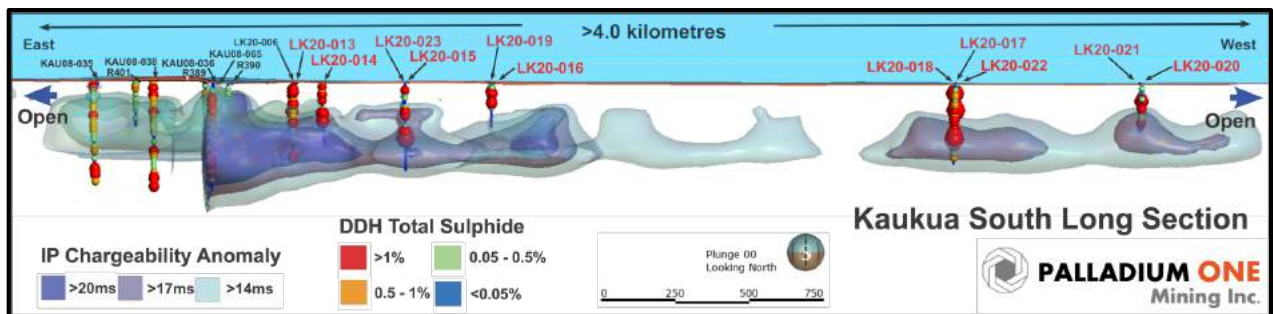 >4.0 kilometres
East
West
KAU08-035
KAU08-038
R401
KAU08-036
R389
KAU08-065
R390
LK20-006
LK20-013
LK20-014
LK20-023
LK20-015
LK20-019
LK20-016
LK20-017
LK20-018
LK20-022
LK20-021
LK20-020
Open
Open
Kaukua South Long Section
IP Chargeability Anomaly
>20ms
>17ms
>14ms
DDH Total Sulphide
>1%
0.05 - 0.5%
0.5 - 1%
<0.05%
Plunge 00
Looking North
S
0 250 500 750
PALLADIUM ONE
Mining Inc.